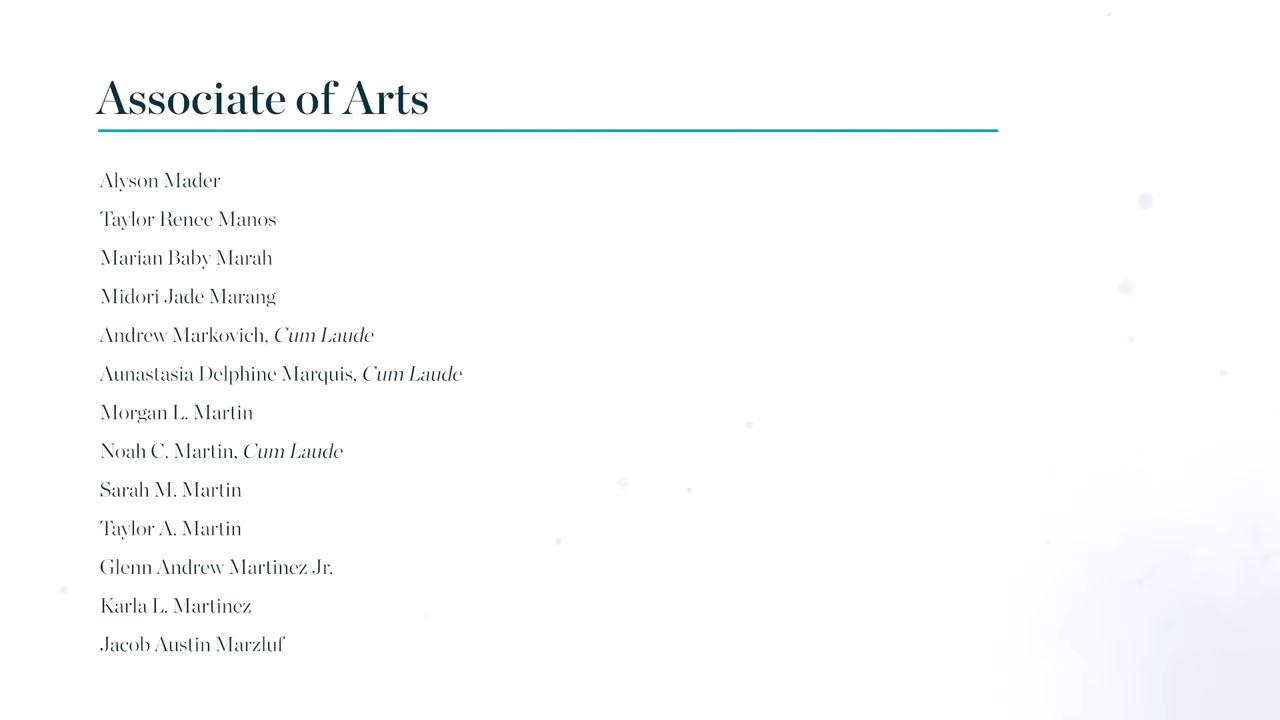 Associate of Arts
Alyson Mader
Taylor Renee Manos
Marian Baby Marah
Midori Jade Marang
Andrew Markovich, Cum Laude
Aunastasia Delphine Marquis, Cum Laude
Morgan L. Martin
Noah C. Martin, Cum Laude
Sarah M. Martin
Taylor A. Martin
Glenn Andrew Martinez Jr.
Karla L. Martinez
Jacob Austin Marzluf